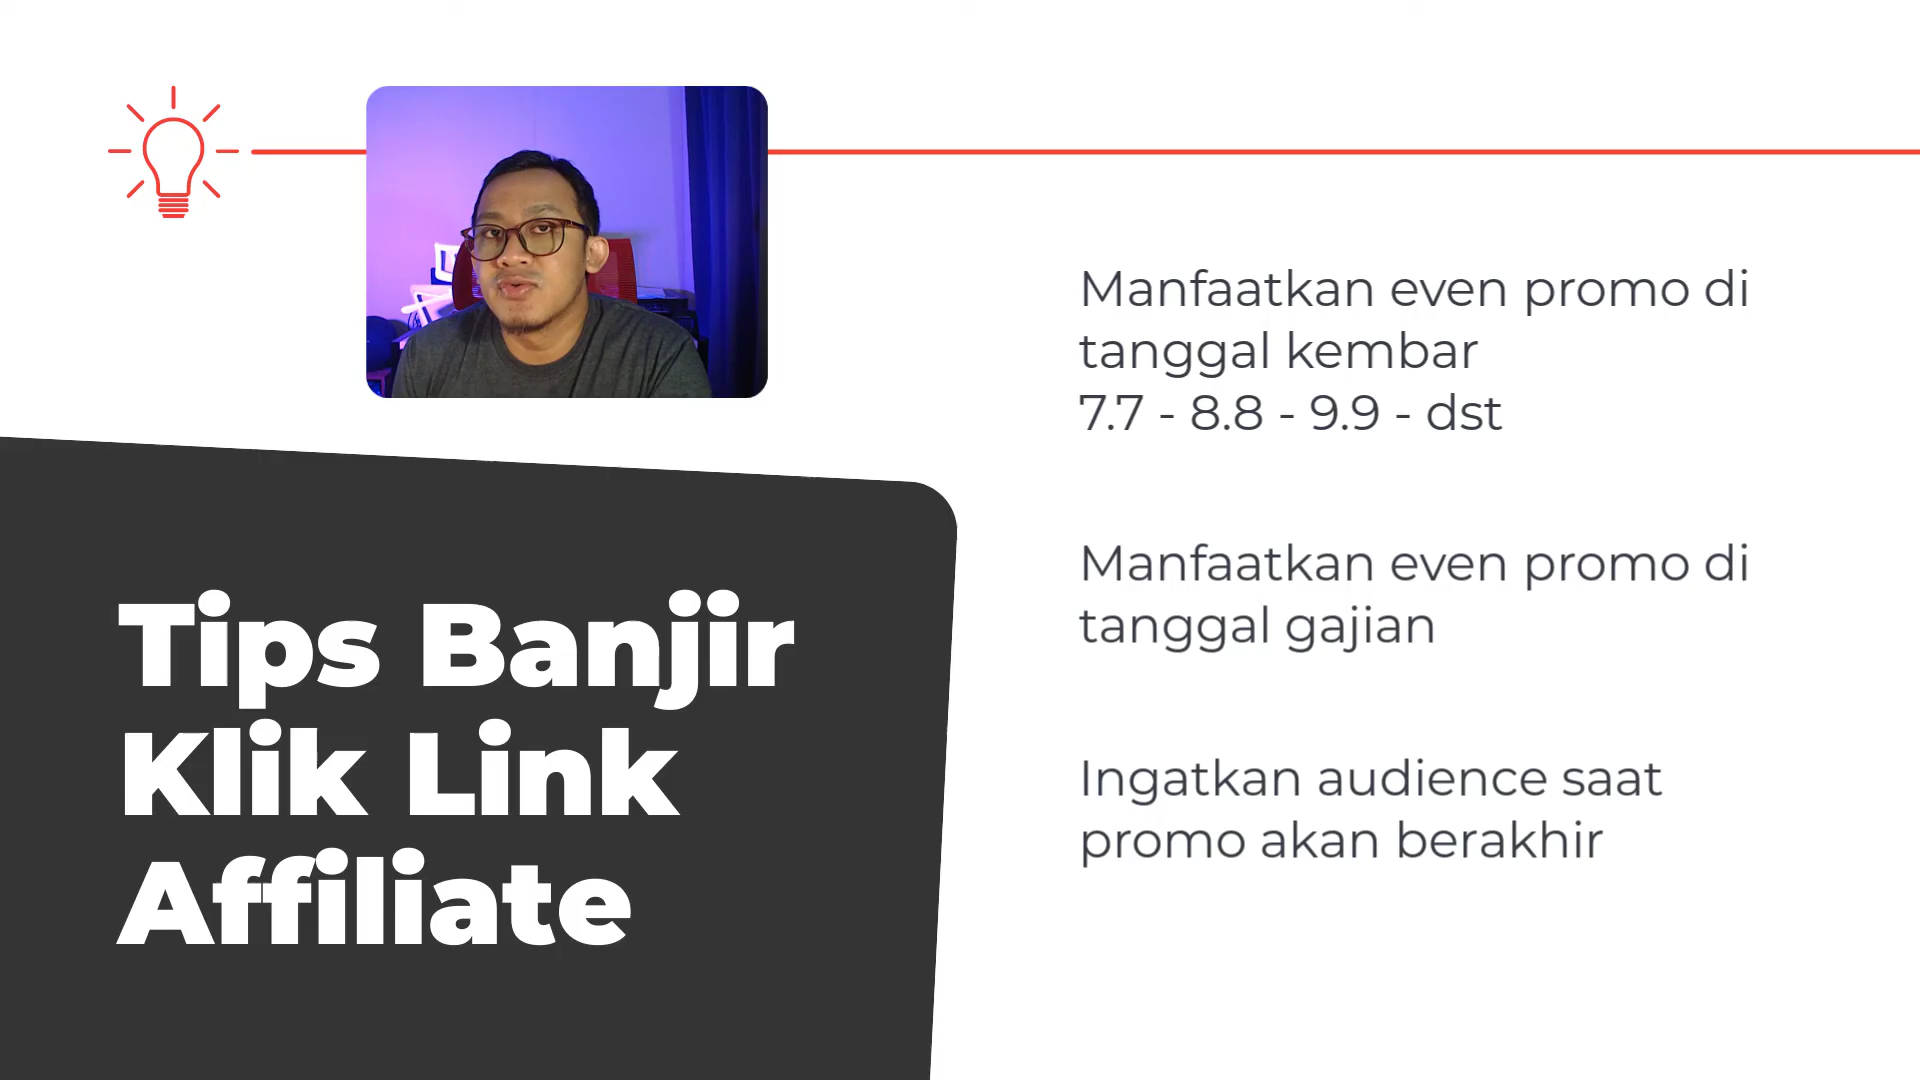 Tips Banjir
Klik Link
Affiliate
Manfaatkan even promo di
tanggal kembar
7.7 - 8.8 - 9.9 - dst
Manfaatkan even promo di
tanggal gajian
Ingatkan audience saat
promo akan berakhir